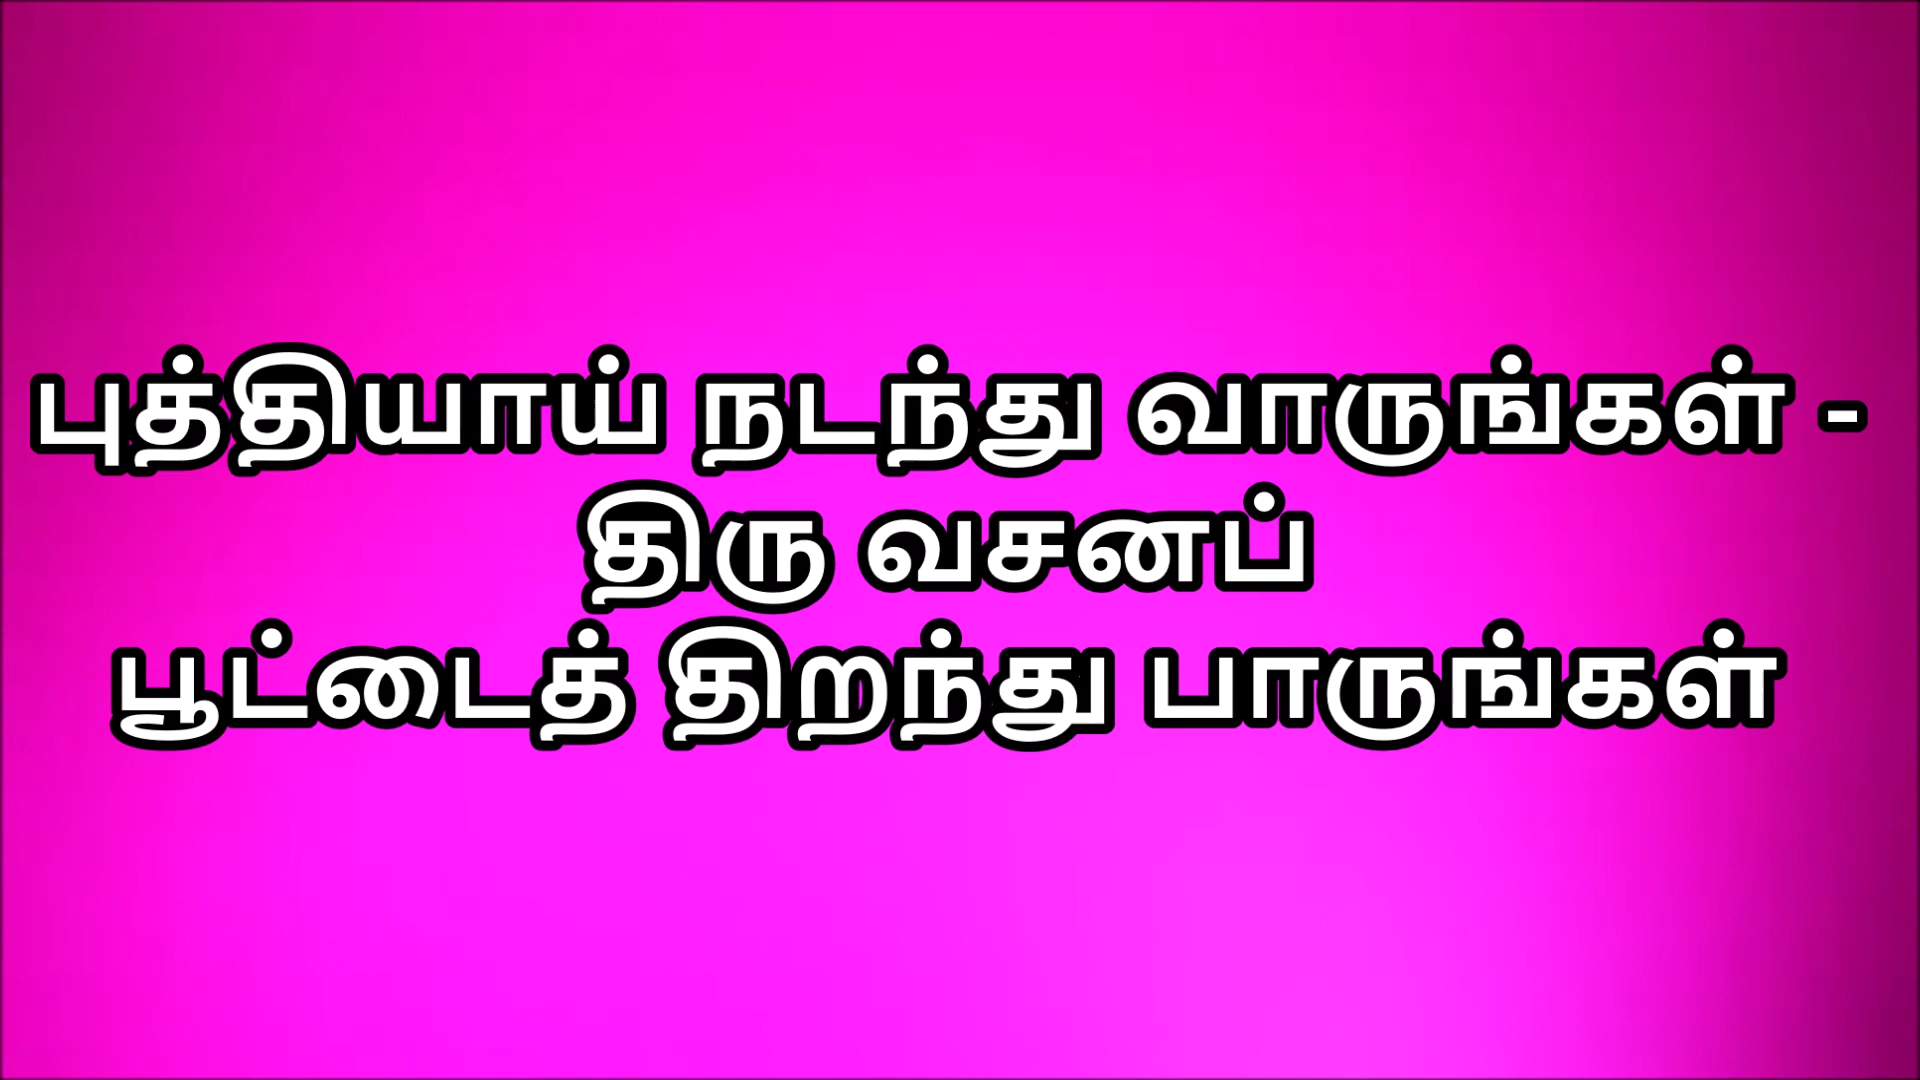 புத்தியாய் நடந்து வாருங்கள் -
திரு வசனப்
பூட்டைத் திறந்து பாருங்கள்